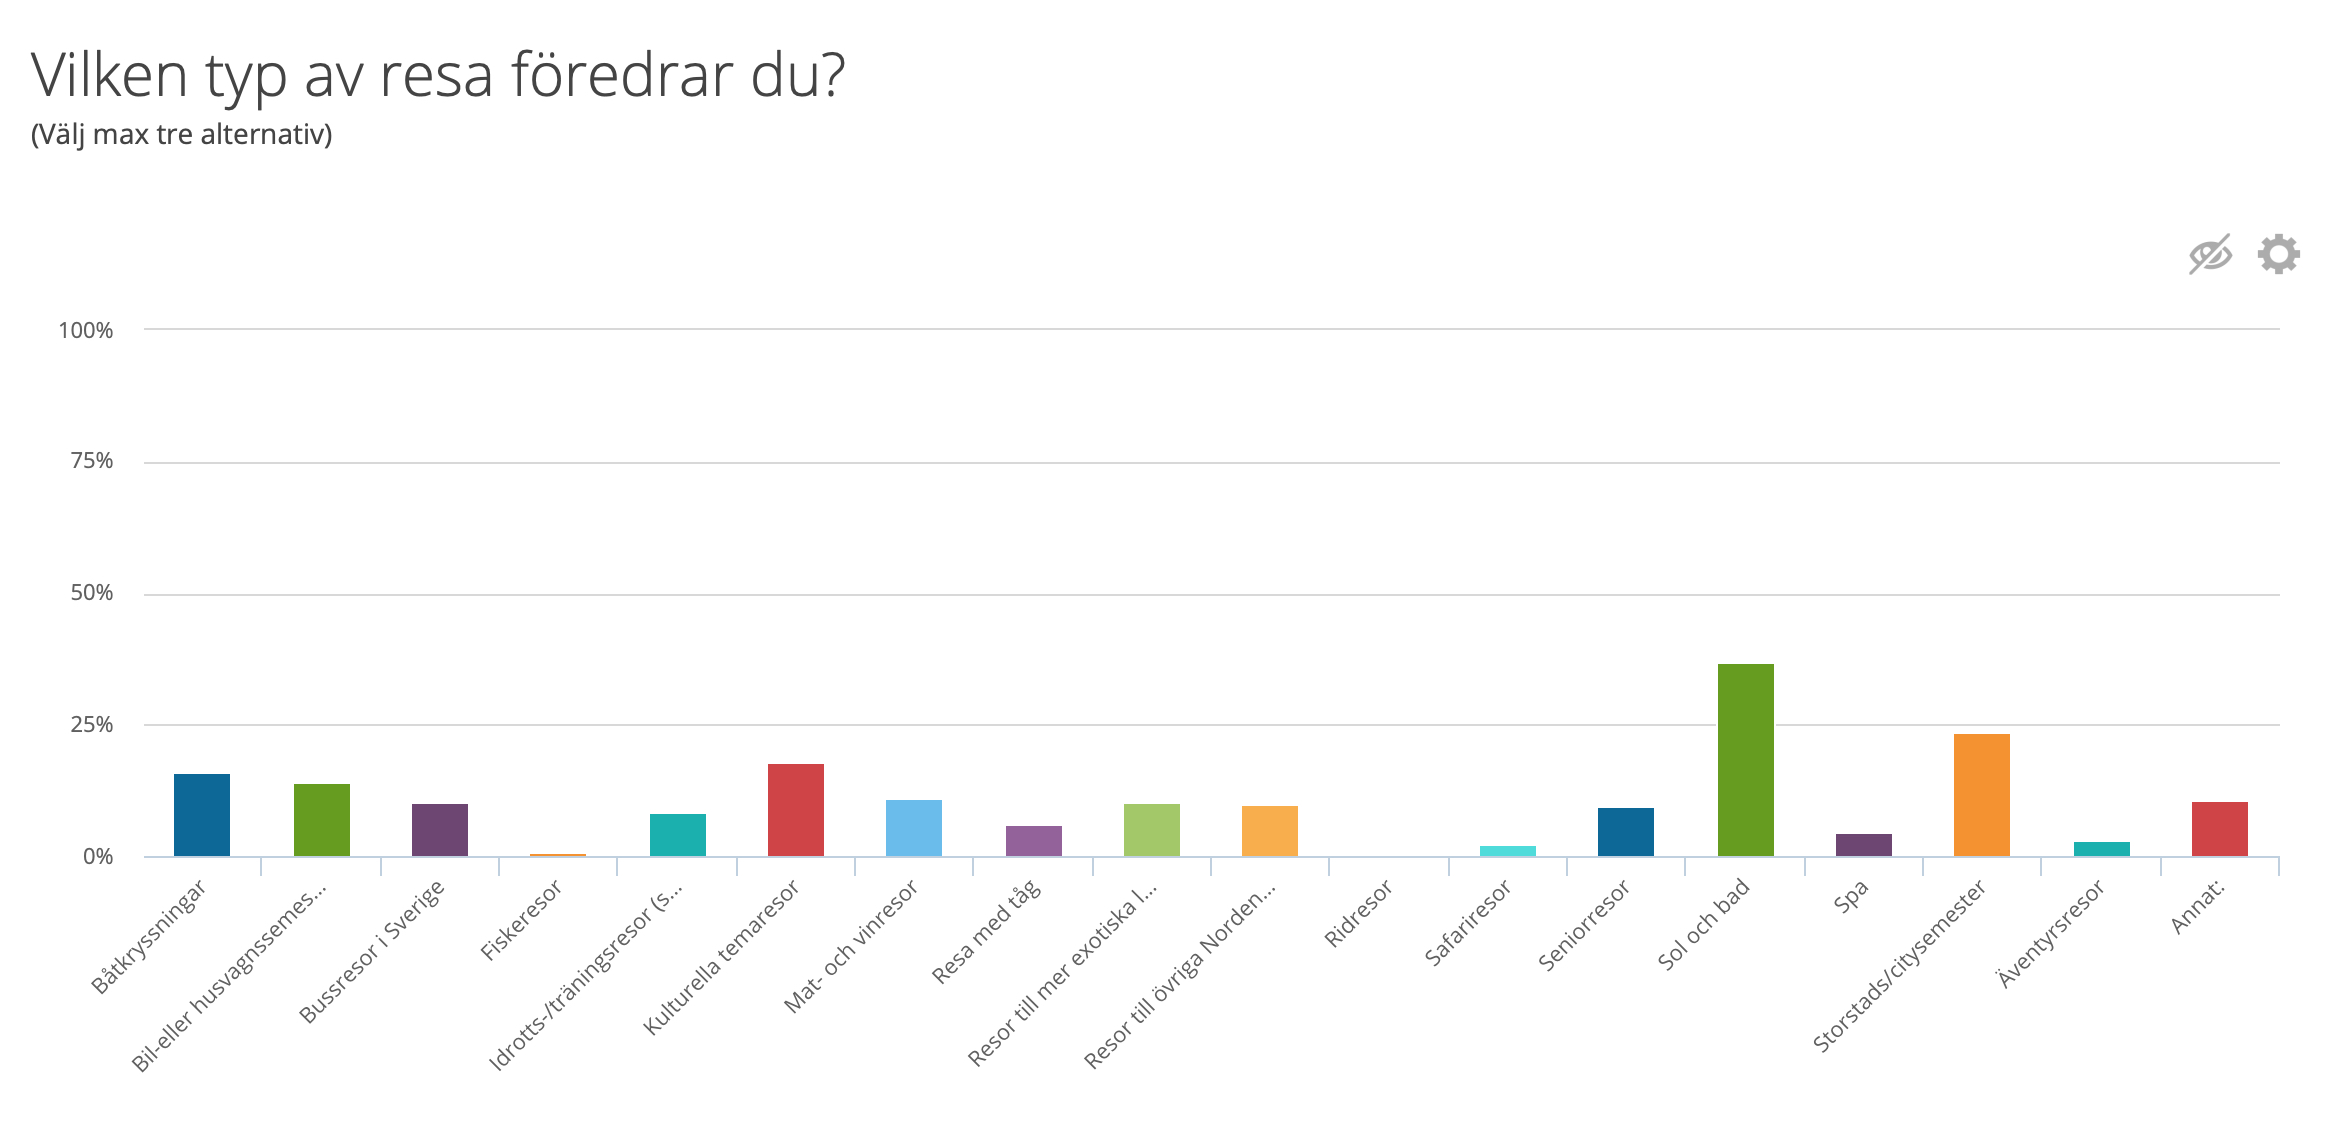 Vilken typ av resa föredrar du?
(Välj max tre alternativ)
100%
75%
50%
25%
0%
Båtkryssningar
Bil-eller husvagnssemes...
Bussresor i Sverige
Fiskeresor
Idrotts-/träningsresor (s...
Kulturella temaresor
Mat- och vinresor
Resa med tåg
Resor till mer exotiska l...
Resor till övriga Norden...
Ridresor
Safariresor
Seniorresor
Sol och bad
Spa
Storstads/citysemester
Äventyrsresor
Annat: